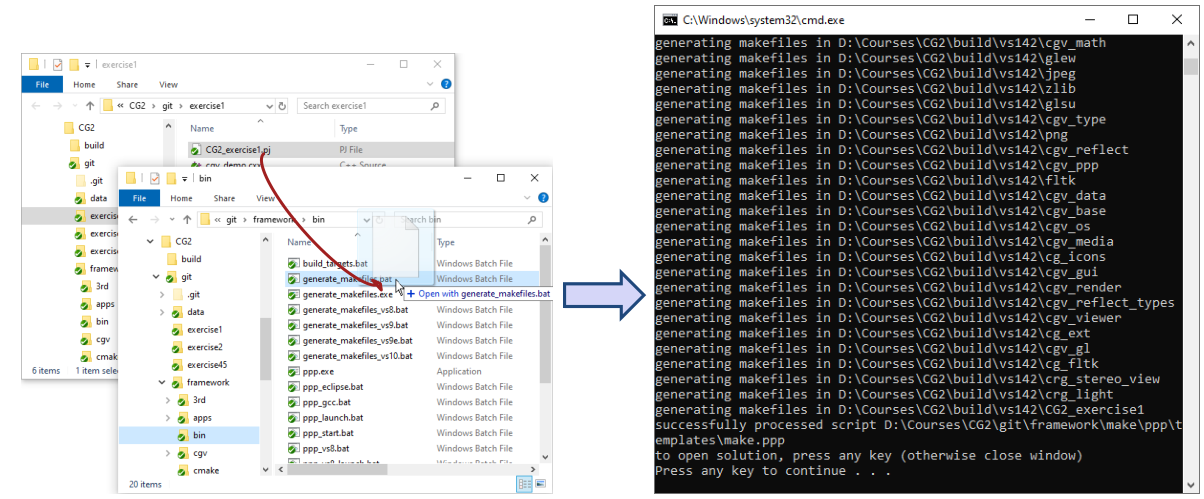 exercise1
File Home Share View
« CG2 › git › exercise1 Search exercise1
CG2
build
git
.git
data
exercise
exercise
exercise
framew
3rd
apps
bin
cgv
cmak
Name Type
CG2_exercise1.pj PJ File
cgv_demo.cxx C++ Source
6 items 1 item sele
bin
File Home Share View
« git › framework › bin Search bin
CG2
build
git
.git
data
exercise1
exercise2
exercise45
framework
3rd
apps
bin
cgv
cmake
Name Type
build_targets.bat Windows Batch File
generate_makefiles.bat Windows Batch File
generate_makefiles.exe Windows Batch File
+ Open with generate_makefiles.bat
generate_makefiles_vs8.bat Windows Batch File
generate_makefiles_vs9.bat Windows Batch File
generate_makefiles_vs9e.bat Windows Batch File
generate_makefiles_vs10.bat Windows Batch File
ppp.exe Application
ppp_eclipse.bat Windows Batch File
ppp_gcc.bat Windows Batch File
ppp_launch.bat Windows Batch File
ppp_start.bat Windows Batch File
ppp_vs8.bat Windows Batch File
ppp_vs8_launch.bat Windows Batch File
20 items
C:\Windows\system32\cmd.exe
generating makefiles in D:\Courses\CG2\build\vs142\cgv_math
generating makefiles in D:\Courses\CG2\build\vs142\glew
generating makefiles in D:\Courses\CG2\build\vs142\jpeg
generating makefiles in D:\Courses\CG2\build\vs142\zlib
generating makefiles in D:\Courses\CG2\build\vs142\glsu
generating makefiles in D:\Courses\CG2\build\vs142\cgv_type
generating makefiles in D:\Courses\CG2\build\vs142\png
generating makefiles in D:\Courses\CG2\build\vs142\cgv_reflect
generating makefiles in D:\Courses\CG2\build\vs142\cgv_ppp
generating makefiles in D:\Courses\CG2\build\vs142\fltk
generating makefiles in D:\Courses\CG2\build\vs142\cgv_data
generating makefiles in D:\Courses\CG2\build\vs142\cgv_base
generating makefiles in D:\Courses\CG2\build\vs142\cgv_os
generating makefiles in D:\Courses\CG2\build\vs142\cgv_media
generating makefiles in D:\Courses\CG2\build\vs142\cg_icons
generating makefiles in D:\Courses\CG2\build\vs142\cgv_gui
generating makefiles in D:\Courses\CG2\build\vs142\cgv_render
generating makefiles in D:\Courses\CG2\build\vs142\cgv_reflect_types
generating makefiles in D:\Courses\CG2\build\vs142\cgv_viewer
generating makefiles in D:\Courses\CG2\build\vs142\cg_ext
generating makefiles in D:\Courses\CG2\build\vs142\cgv_gl
generating makefiles in D:\Courses\CG2\build\vs142\cg_fltk
generating makefiles in D:\Courses\CG2\build\vs142\crg_stereo_view
generating makefiles in D:\Courses\CG2\build\vs142\crg_light
generating makefiles in D:\Courses\CG2\build\vs142\CG2_exercise1
successfully processed script D:\Courses\CG2\git\framework\make\ppp\t
emplates\make.ppp
to open solution, press any key (otherwise close window)
Press any key to continue . . .